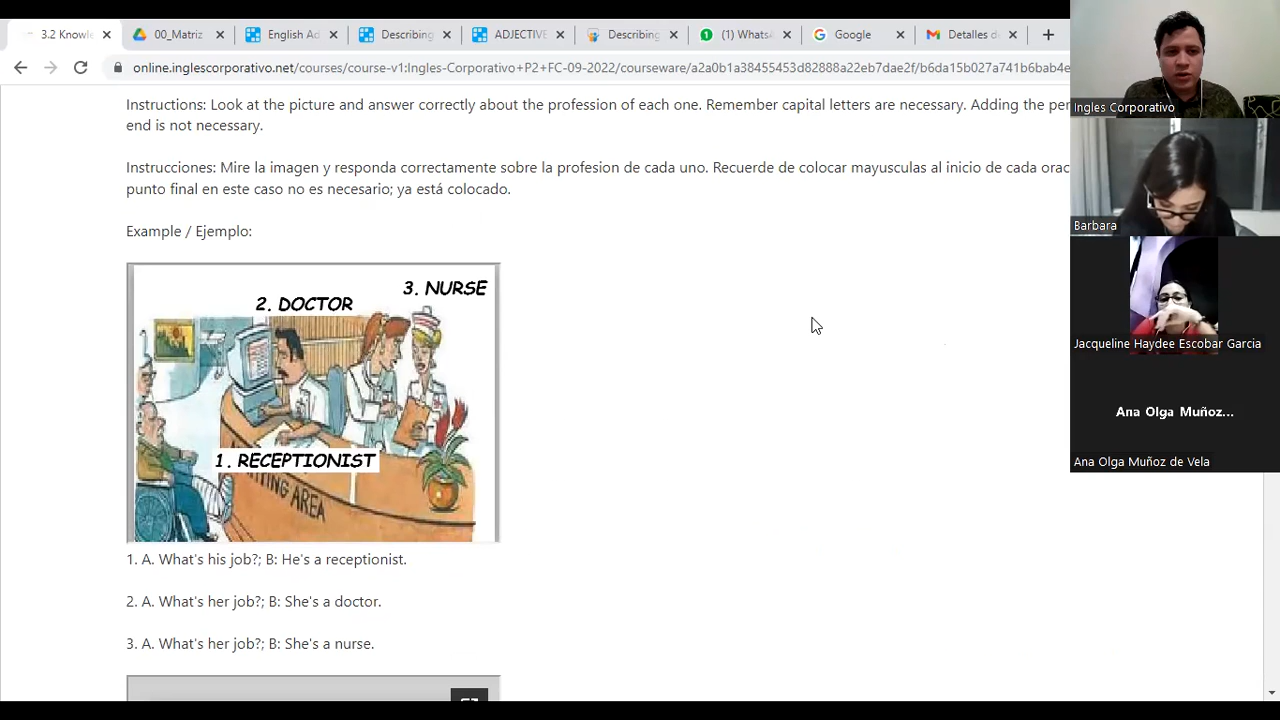 3.2 Knowle
00_Matriz
English Ad
Describing
ADJECTIVE
Describing
(1) WhatsA
Google
Detalles d
online.inglescorporativo.net/courses/course-v1:Ingles-Corporativo+P2+FC-09-2022/courseware/a2a0b1a38455453d82888a22eb7dae2f/b6da15b027a741b6bab4e
Instructions: Look at the picture and answer correctly about the profession of each one. Remember capital letters are necessary. Adding the per
end is not necessary.
Instrucciones: Mire la imagen y responda correctamente sobre la profesion de cada uno. Recuerde de colocar mayusculas al inicio de cada orac
punto final en este caso no es necesario; ya está colocado.
Example / Ejemplo:
3. NURSE
2. DOCTOR
1. RECEPTIONIST
AREA
1. A. What's his job?; B: He's a receptionist.
2. A. What's her job?; B: She's a doctor.
3. A. What's her job?; B: She's a nurse.
Ingles Corporativo
Barbara
Jacqueline Haydee Escobar Garcia
Ana Olga Muñoz...
Ana Olga Muñoz de Vela